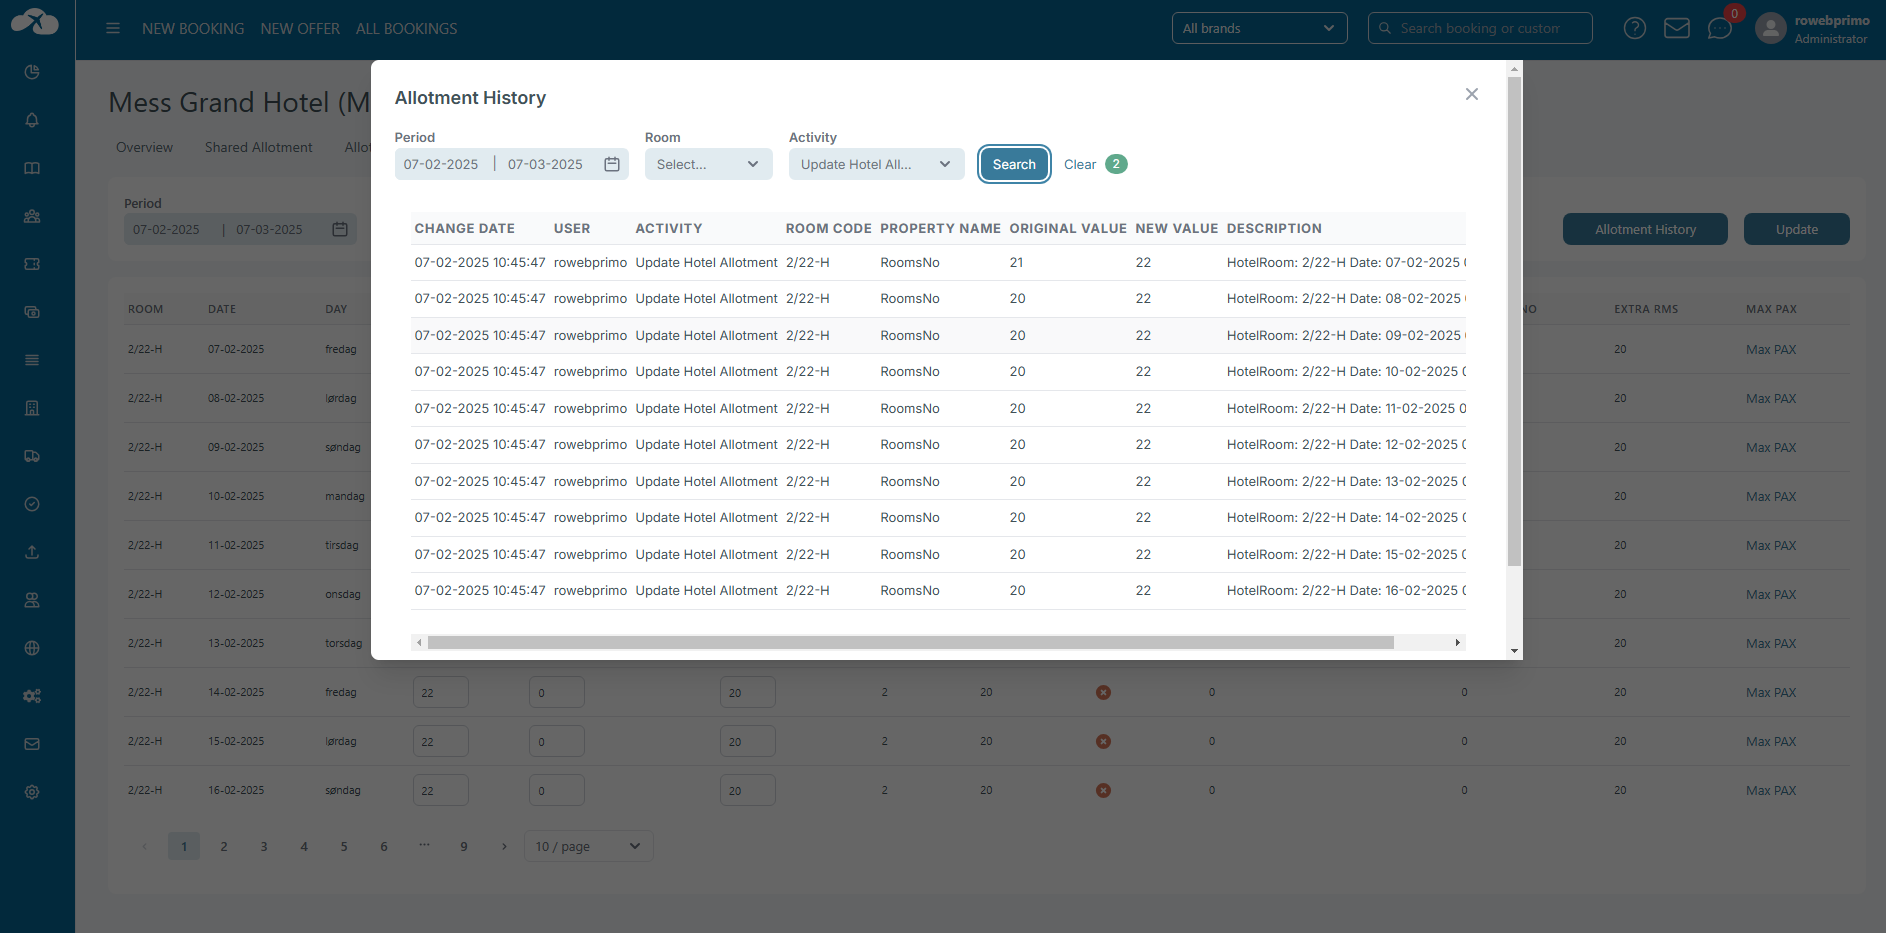 NEW BOOKING NEW OFFER ALL BOOKINGS All brands Search booking or custom 0 rowebprimo
Administrator
Mess Grand Hotel (M
Overview Shared Allotment Allot
Period
07-02-2025 | 07-03-2025
Allotment History Update
Allotment History
Period Room Activity
07-02-2025 | 07-03-2025 Select... Update Hotel All... Search Clear 2
CHANGE DATE USER ACTIVITY ROOM CODE PROPERTY NAME ORIGINAL VALUE NEW VALUE DESCRIPTION
07-02-2025 10:45:47 rowebprimo Update Hotel Allotment 2/22-H RoomsNo 21 22 HotelRoom: 2/22-H Date: 07-02-2025
07-02-2025 10:45:47 rowebprimo Update Hotel Allotment 2/22-H RoomsNo 20 22 HotelRoom: 2/22-H Date: 08-02-2025
07-02-2025 10:45:47 rowebprimo Update Hotel Allotment 2/22-H RoomsNo 20 22 HotelRoom: 2/22-H Date: 09-02-2025
07-02-2025 10:45:47 rowebprimo Update Hotel Allotment 2/22-H RoomsNo 20 22 HotelRoom: 2/22-H Date: 10-02-2025
07-02-2025 10:45:47 rowebprimo Update Hotel Allotment 2/22-H RoomsNo 20 22 HotelRoom: 2/22-H Date: 11-02-2025 0
07-02-2025 10:45:47 rowebprimo Update Hotel Allotment 2/22-H RoomsNo 20 22 HotelRoom: 2/22-H Date: 12-02-2025
07-02-2025 10:45:47 rowebprimo Update Hotel Allotment 2/22-H RoomsNo 20 22 HotelRoom: 2/22-H Date: 13-02-2025
07-02-2025 10:45:47 rowebprimo Update Hotel Allotment 2/22-H RoomsNo 20 22 HotelRoom: 2/22-H Date: 14-02-2025
07-02-2025 10:45:47 rowebprimo Update Hotel Allotment 2/22-H RoomsNo 20 22 HotelRoom: 2/22-H Date: 15-02-2025
07-02-2025 10:45:47 rowebprimo Update Hotel Allotment 2/22-H RoomsNo 20 22 HotelRoom: 2/22-H Date: 16-02-2025
ROOM DATE DAY NO EXTRA RMS MAX PAX
2/22-H 07-02-2025 fredag 20 Max PAX
2/22-H 08-02-2025 lørdag 20 Max PAX
2/22-H 09-02-2025 søndag 20 Max PAX
2/22-H 10-02-2025 mandag 20 Max PAX
2/22-H 11-02-2025 tirsdag 20 Max PAX
2/22-H 12-02-2025 onsdag 20 Max PAX
2/22-H 13-02-2025 torsdag 20 Max PAX
2/22-H 14-02-2025 fredag 22 0 20 2 20 0 0 20 Max PAX
2/22-H 15-02-2025 lørdag 22 0 20 2 20 0 0 20 Max PAX
2/22-H 16-02-2025 søndag 22 0 20 2 20 0 0 20 Max PAX
1 2 3 4 5 6 ... 9 10 / page